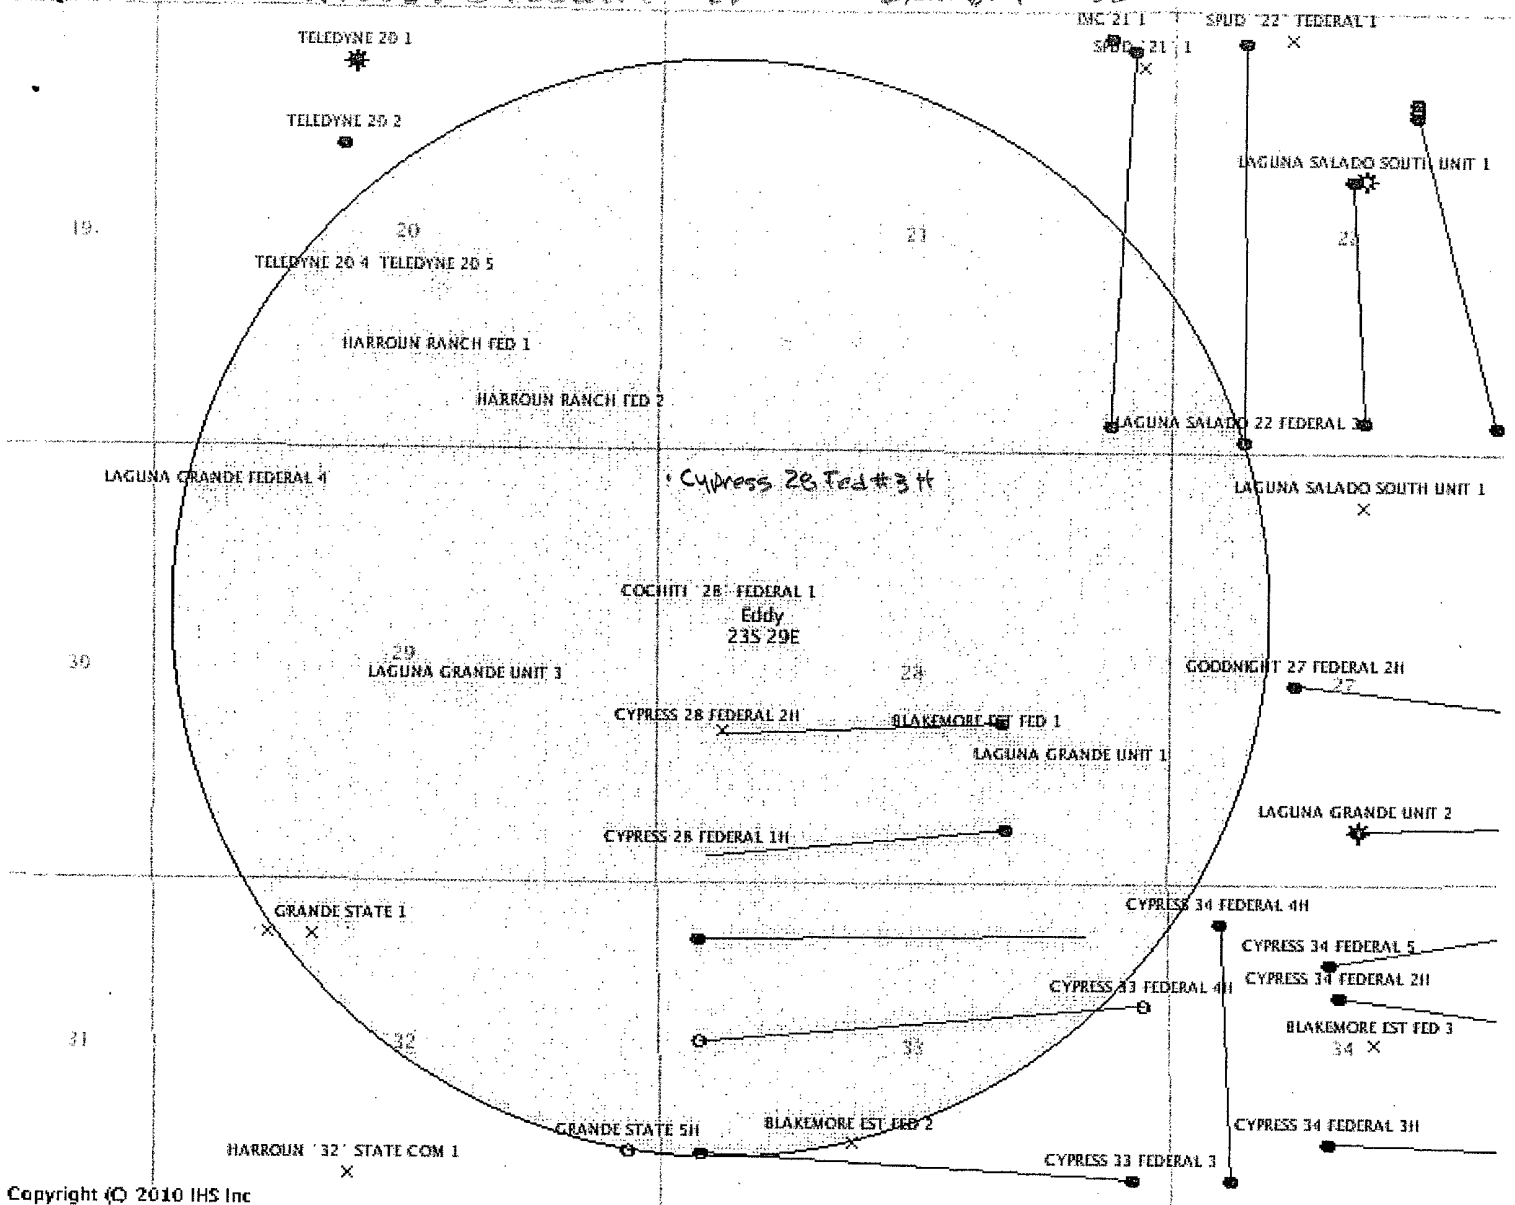 IMC 21 1
SPUD '22' FEDERAL 1
TELEDYNE 20 1
SPUD '21' 1
TELEDYNE 20 2
LAGUNA SALADO SOUTH UNIT 1
19.
20
21
TELEDYNE 20 4 TELEDYNE 20 5
HARROUN RANCH FED 1
HARROUN RANCH FED 2
LAGUNA SALADO 22 FEDERAL 3
LAGUNA GRANDE FEDERAL 4
Cypress 28 Fed #3 H
LAGUNA SALADO SOUTH UNIT 1
COCHITI '28' FEDERAL 1
Eddy
23S 29E
30
29
28
27
LAGUNA GRANDE UNIT 3
GOODNIGHT 27 FEDERAL 2H
CYPRESS 28 FEDERAL 2H
BLAKEMORE EST FED 1
LAGUNA GRANDE UNIT 1
LAGUNA GRANDE UNIT 2
CYPRESS 28 FEDERAL 1H
GRANDE STATE 1
CYPRESS 34 FEDERAL 4H
CYPRESS 34 FEDERAL 5
CYPRESS 34 FEDERAL 2H
CYPRESS 33 FEDERAL 4H
BLAKEMORE EST FED 3
31
32
33
34
GRANDE STATE 5H
BLAKEMORE EST FED 2
CYPRESS 34 FEDERAL 3H
HARROUN '32' STATE COM 1
CYPRESS 33 FEDERAL 3
Copyright (C) 2010 IHS Inc